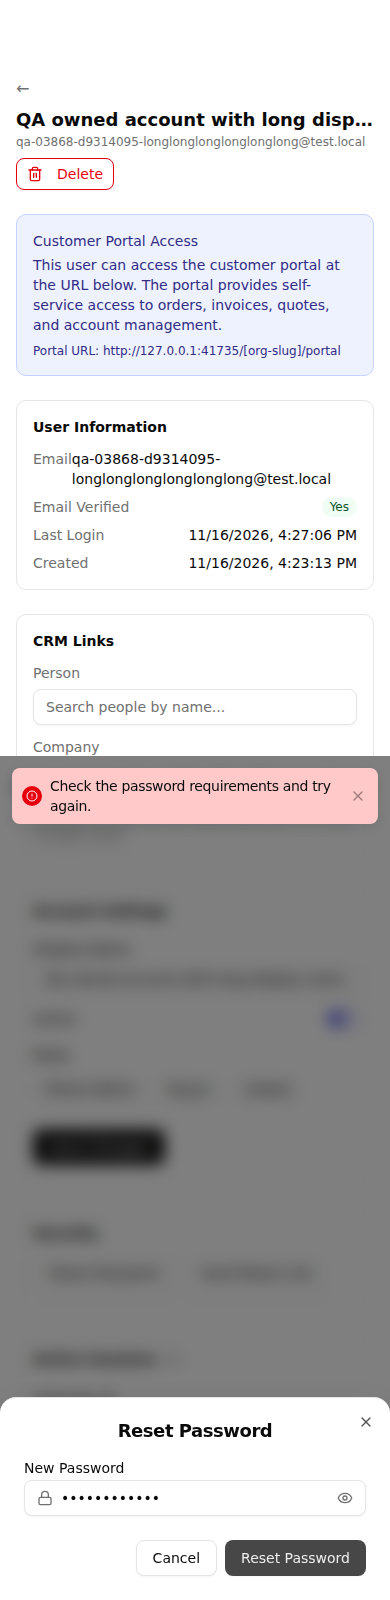 ←
QA owned account with long disp...
qa-03868-d9314095-longlonglonglonglonglong@test.local
Delete
Customer Portal Access
This user can access the customer portal at
the URL below. The portal provides self-
service access to orders, invoices, quotes,
and account management.
Portal URL: http://127.0.0.1:41735/[org-slug]/portal
User Information
Email qa-03868-d9314095-
longlonglonglonglonglong@test.local
Email Verified Yes
Last Login 11/16/2026, 4:27:06 PM
Created 11/16/2026, 4:23:13 PM
CRM Links
Person
Search people by name...
Company
Check the password requirements and try
again.
Reset Password
New Password
••••••••••••
Cancel Reset Password